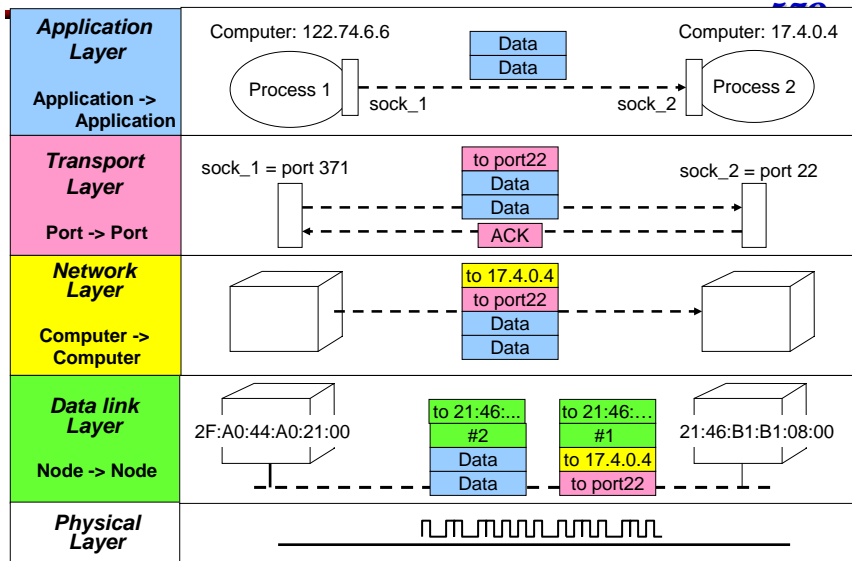 Application
Layer
Application ->
Application
Computer: 122.74.6.6
Computer: 17.4.0.4
Data
Data
Process 1
Process 2
sock_1
sock_2
Transport
Layer
Port -> Port
sock_1 = port 371
sock_2 = port 22
to port22
Data
Data
ACK
Network
Layer
Computer ->
Computer
to 17.4.0.4
to port22
Data
Data
Data link
Layer
Node -> Node
2F:A0:44:A0:21:00
to 21:46:...
#2
Data
Data
to 21:46:...
#1
to 17.4.0.4
to port22
21:46:B1:B1:08:00
Physical
Layer